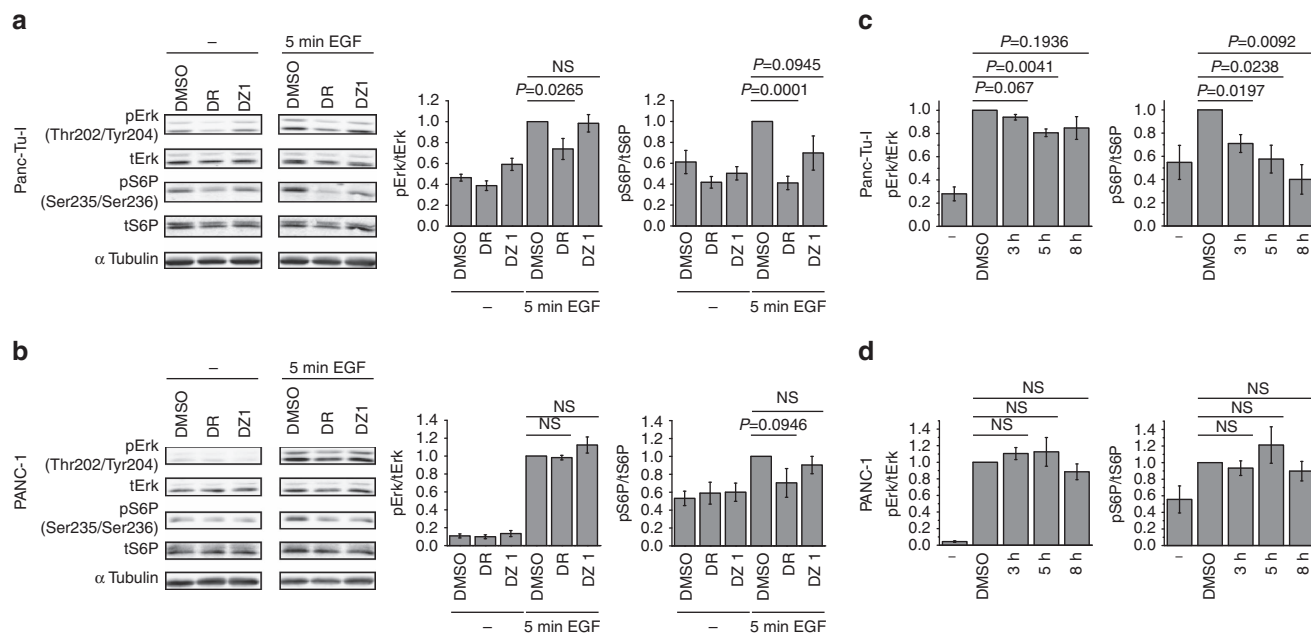 a
– 5 min EGF
DMSO DR DZ1 DMSO DR DZ1
Panc-Tu-I
pErk
(Thr202/Tyr204)
tErk
pS6P
(Ser235/Ser236)
tS6P
α Tubulin
NS
P=0.0265
pErk/tErk
1.2
1.0
0.8
0.6
0.4
0.2
0.0
DMSO DR DZ 1 DMSO DR DZ 1
– 5 min EGF
P=0.0945
P=0.0001
pS6P/tS6P
1.2
1.0
0.8
0.6
0.4
0.2
0.0
DMSO DR DZ 1 DMSO DR DZ 1
– 5 min EGF
c
P=0.1936
P=0.0041
P=0.067
Panc-Tu-I
pErk/tErk
1.0
0.8
0.6
0.4
0.2
0.0
– DMSO 3 h 5 h 8 h
P=0.0092
P=0.0238
P=0.0197
pS6P/tS6P
1.0
0.8
0.6
0.4
0.2
0.0
– DMSO 3 h 5 h 8 h
b
– 5 min EGF
DMSO DR DZ1 DMSO DR DZ1
PANC-1
pErk
(Thr202/Tyr204)
tErk
pS6P
(Ser235/Ser236)
tS6P
α Tubulin
NS
NS
pErk/tErk
1.4
1.2
1.0
0.8
0.6
0.4
0.2
0.0
DMSO DR DZ 1 DMSO DR DZ 1
– 5 min EGF
NS
P=0.0946
pS6P/tS6P
1.4
1.2
1.0
0.8
0.6
0.4
0.2
0.0
DMSO DR DZ 1 DMSO DR DZ 1
– 5 min EGF
d
NS
NS
NS
PANC-1
pErk/tErk
1.4
1.2
1.0
0.8
0.6
0.4
0.2
0.0
– DMSO 3 h 5 h 8 h
NS
NS
NS
pS6P/tS6P
1.4
1.2
1.0
0.8
0.6
0.4
0.2
0.0
– DMSO 3 h 5 h 8 h